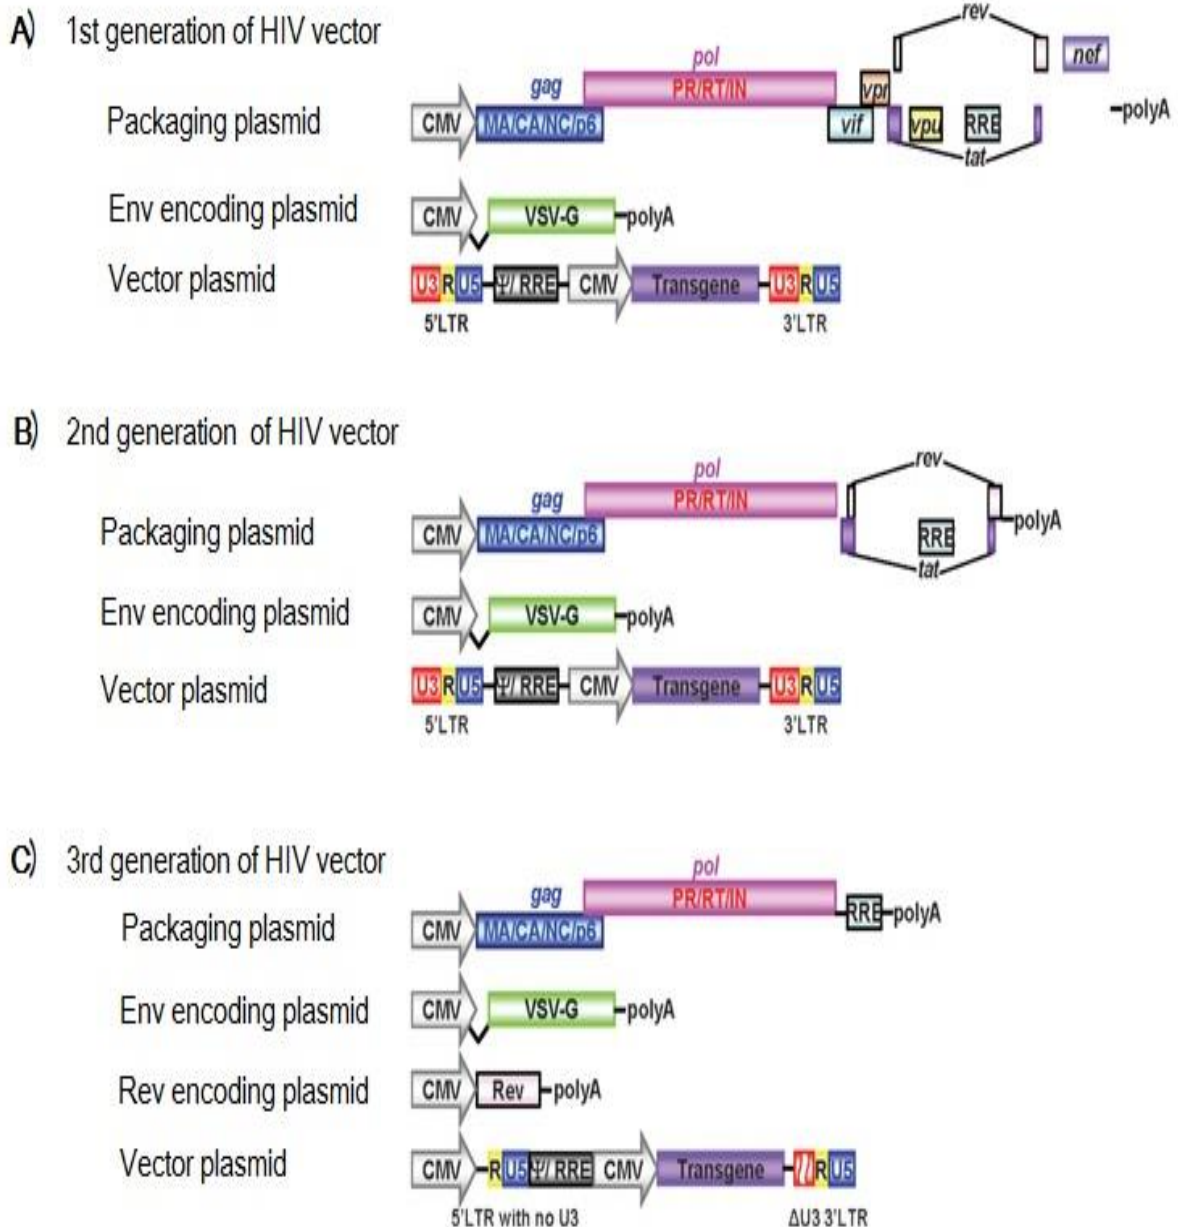 A) 1st generation of HIV vector
rev
nef
pol
gag
PR/RT/IN
vpr
Packaging plasmid
CMV
MA/CA/NC/p6
vif
vpu
RRE
polyA
tat
Env encoding plasmid
CMV
VSV-G
polyA
Vector plasmid
U3 R U5
Ψ/ RRE
CMV
Transgene
U3 R U5
5'LTR
3'LTR
B) 2nd generation of HIV vector
rev
pol
gag
PR/RT/IN
Packaging plasmid
CMV
MA/CA/NC/p6
RRE
polyA
tat
Env encoding plasmid
CMV
VSV-G
polyA
Vector plasmid
U3 R U5
Ψ/ RRE
CMV
Transgene
U3 R U5
5'LTR
3'LTR
C) 3rd generation of HIV vector
pol
gag
PR/RT/IN
RRE
polyA
Packaging plasmid
CMV
MA/CA/NC/p6
Env encoding plasmid
CMV
VSV-G
polyA
Rev encoding plasmid
CMV
Rev
polyA
Vector plasmid
CMV
R U5
Ψ/ RRE
CMV
Transgene
R U5
5'LTR with no U3
ΔU3 3'LTR